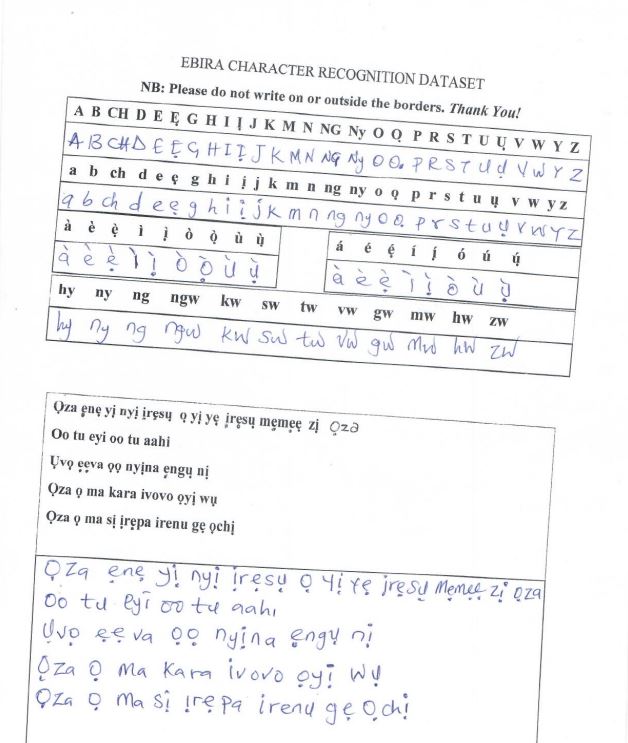 EBIRA CHARACTER RECOGNITION DATASET
NB: Please do not write on or outside the borders. Thank You!
A B CH D E Ẹ G H I Ị J K M N NG Ny O Ọ P R S T U Ụ V W Y Z
A B CH D E Ẹ G H I Ị J K M N Ng Ny O Ọ P R S T U Ụ V W Y Z
a b ch d e ẹ g h i ị j k m n ng ny o ọ p r s t u ụ v w y z
a b ch d e ẹ g h i ị j k m n ng ny o ọ p r s t u ụ v w y z
à è ẹ̀ ì ị̀ ò ọ̀ ù ụ̀
à è ẹ̀ ì ị̀ ò ọ̀ ù ụ̀
á é ẹ́ í ị́ ó ú ụ́
à è ẹ̀ ì ị̀ ọ̀ ù ụ̀
hy ny ng ngw kw sw tw vw gw mw hw zw
hy ny ng ngw kw sw tw vw gw mw hw zw
Ọza ẹnẹ yị nyị ịrẹsụ ọ yị yẹ ịrẹsụ mẹmẹẹ zị ọza
Oo tu eyi oo tu aahi
Ụvọ ẹẹva ọọ nyịna ẹngụ nị
Ọza ọ ma kara ivovo ọyị wụ
Ọza ọ ma sị ịrẹpa irenu gẹ ọchị
Ọza ẹnẹ yị nyị ịrẹsụ ọ yị yẹ ịrẹsụ mẹmẹẹ zị ọza
Oo tu eyi oo tu aahi
Ụvọ ẹẹva ọọ nyịna ẹngụ nị
Ọza ọ ma kara ivovo ọyị wụ
Ọza ọ ma sị ịrẹpa irenu gẹ ọchị